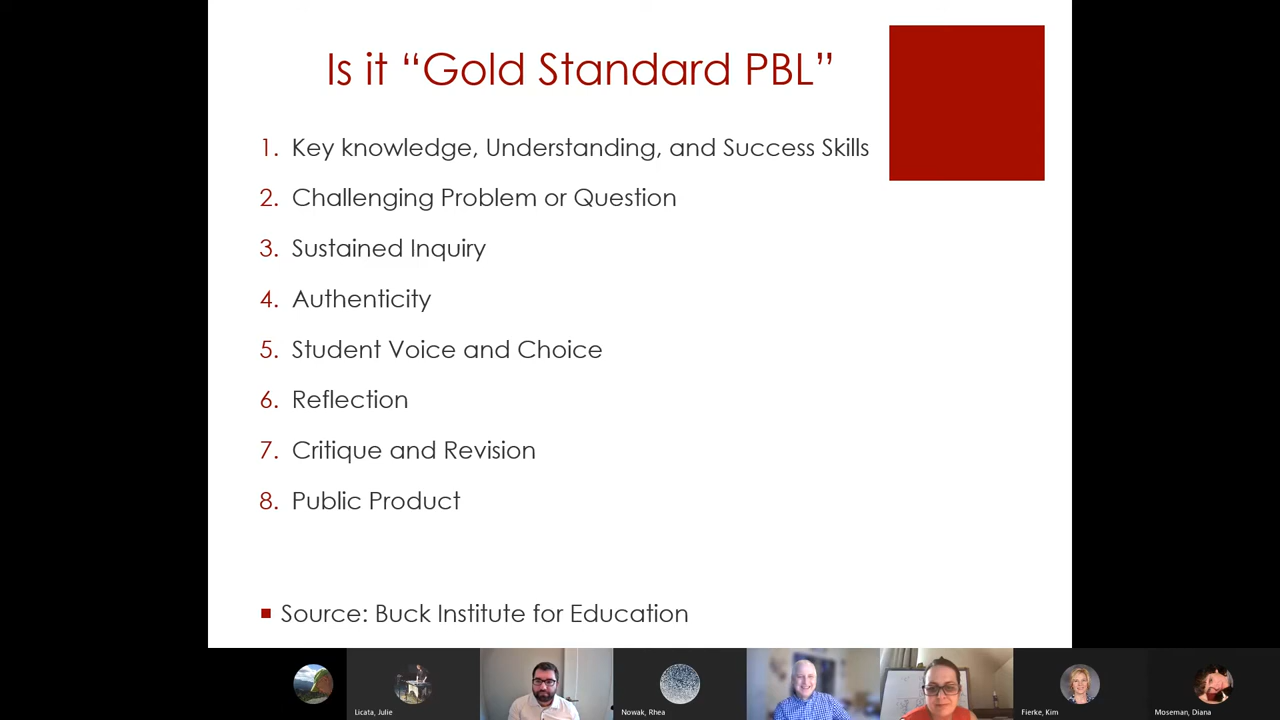 Is it “Gold Standard PBL”
1. Key knowledge, Understanding, and Success Skills
2. Challenging Problem or Question
3. Sustained Inquiry
4. Authenticity
5. Student Voice and Choice
6. Reflection
7. Critique and Revision
8. Public Product
Source: Buck Institute for Education
Licata, Julie
Nowak, Rhea
Fierke, Kim
Moseman, Diana